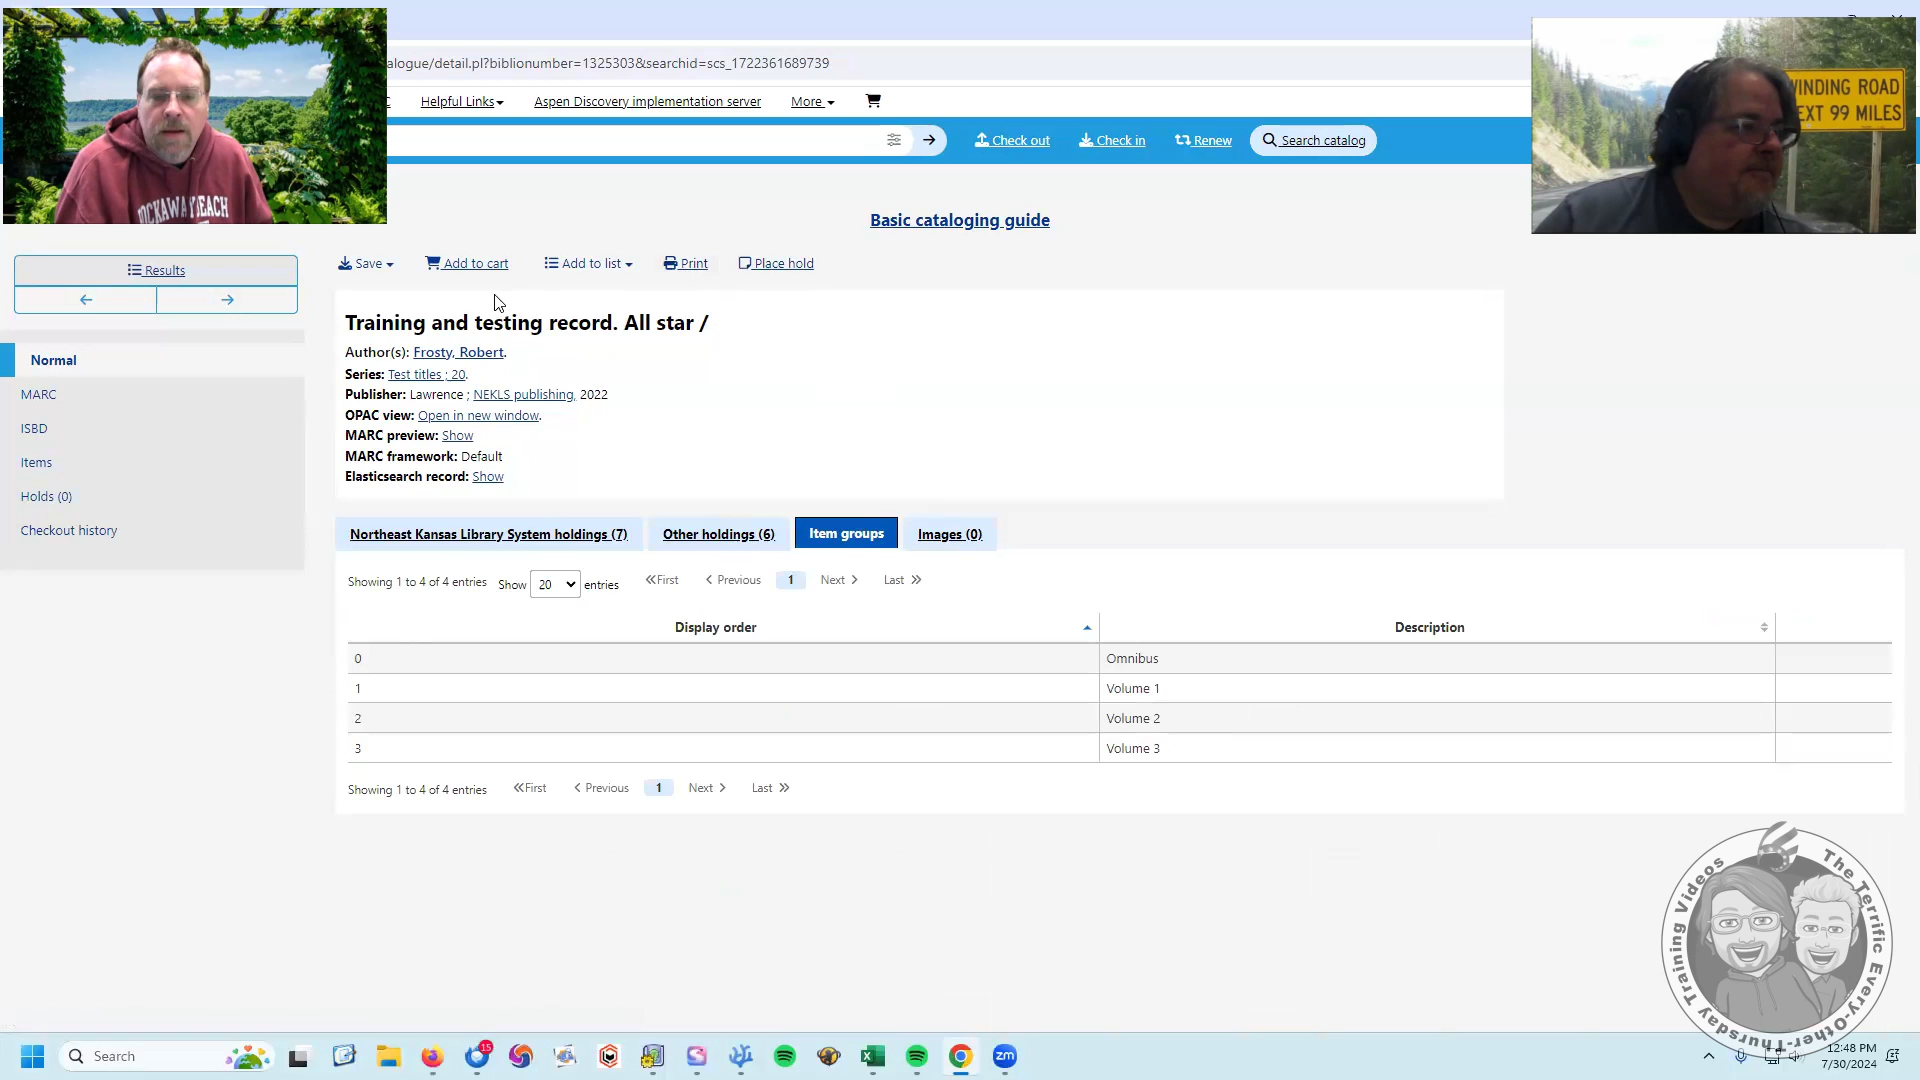 alogue/detail.pl?biblionumber=1325303&searchid=scs_1722361689739
Helpful Links
Aspen Discovery implementation server
More
Check out
Check in
Renew
Search catalog
WINDING ROAD
EXT 99 MILES
OCKAWAY BEACH
Basic cataloging guide
Results
Save
Add to cart
Add to list
Print
Place hold
Training and testing record. All star /
Author(s): Frosty, Robert.
Series: Test titles ; 20.
Publisher: Lawrence ; NEKLS publishing, 2022
OPAC view: Open in new window.
MARC preview: Show
MARC framework: Default
Elasticsearch record: Show
Normal
MARC
ISBD
Items
Holds (0)
Checkout history
Northeast Kansas Library System holdings (7)
Other holdings (6)
Item groups
Images (0)
Showing 1 to 4 of 4 entries
Show 20 entries
First
Previous
1
Next
Last
Display order
Description
0 Omnibus
1 Volume 1
2 Volume 2
3 Volume 3
Showing 1 to 4 of 4 entries
First
Previous
1
Next
Last
The Terrific Every-Other-Thursday Training Videos
Search
15
zm
12:48 PM
7/30/2024